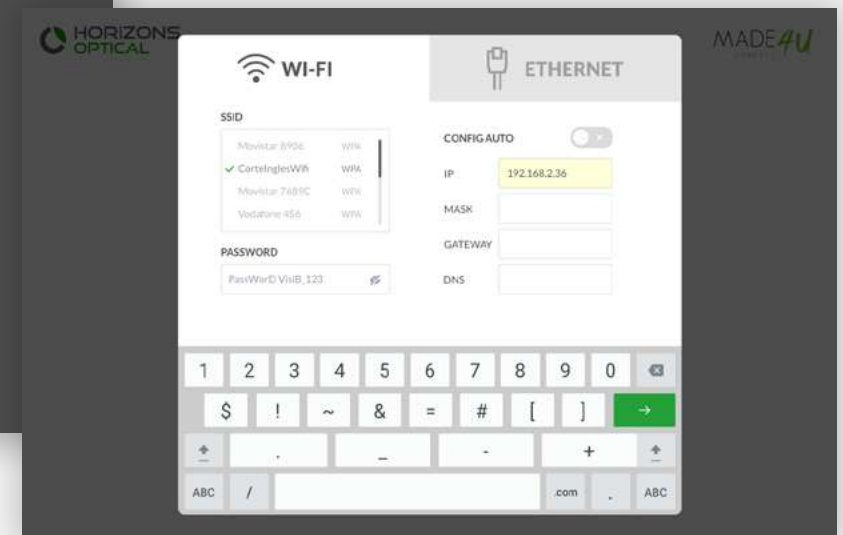 HORIZONS
OPTICAL
MADE4U
WI-FI
ETHERNET
SSID
Movistar 8906 WPA
CorteInglesWifi WPA
Movistar 7689C WPA
Vodafone 456 WPA
PASSWORD
PassWorD VisiB_123
CONFIG AUTO
IP 192.168.2.36
MASK
GATEWAY
DNS
1 2 3 4 5 6 7 8 9 0
$ ! ~ & = # [ ]
. _ - +
ABC / .com . ABC